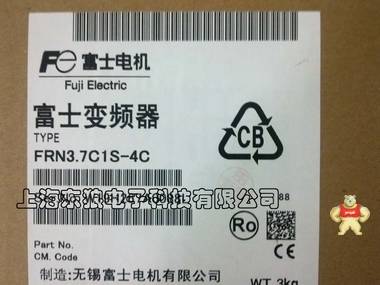 Fe 富士电机
Fuji Electric
富士变频器
TYPE
FRN3.7C1S-4C
CB
上海东狼电子科技有限公司
88
Ro
Part No.
CM. Code
制造:无锡富士电机有限公司
WT 3kg